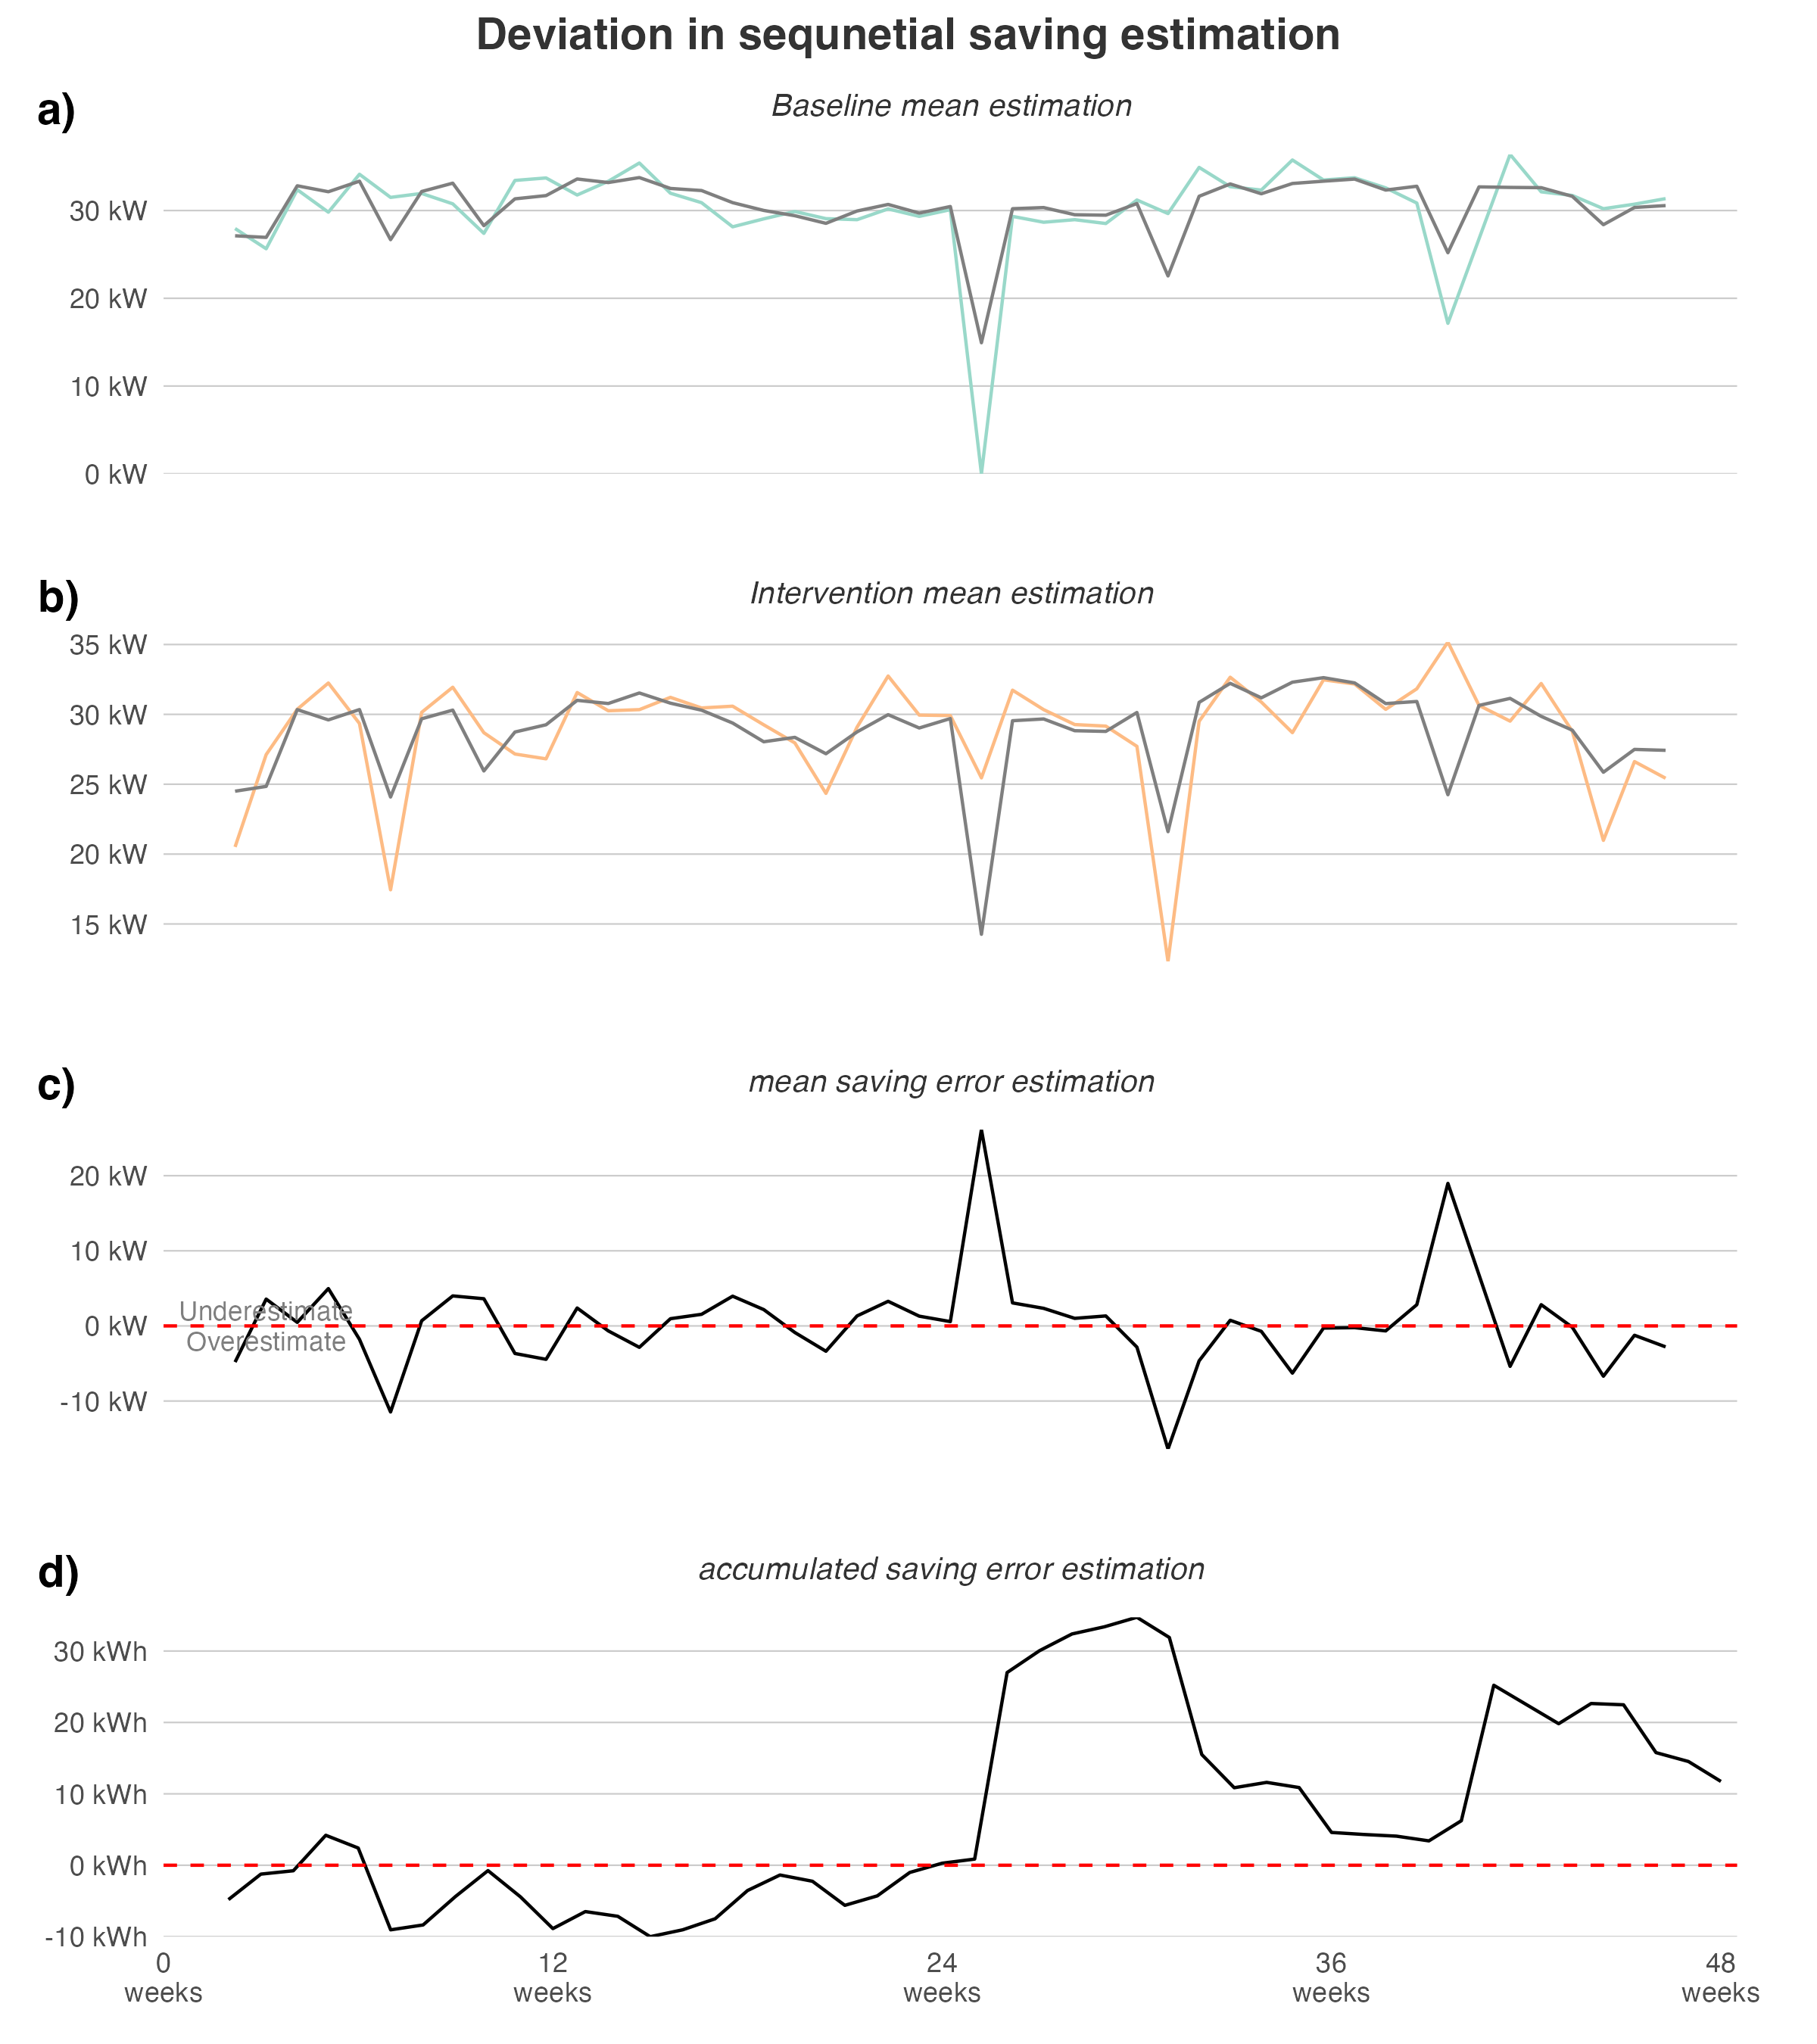 Deviation in sequnetial saving estimation
a)
Baseline mean estimation
30 kW
20 kW
10 kW
0 kW
b)
Intervention mean estimation
35 kW
30 kW
25 kW
20 kW
15 kW
c)
mean saving error estimation
20 kW
10 kW
Underestimate
0 kW
Overestimate
-10 kW
d)
accumulated saving error estimation
30 kWh
20 kWh
10 kWh
0 kWh
-10 kWh
0 12 24 36 48
weeks weeks weeks weeks weeks